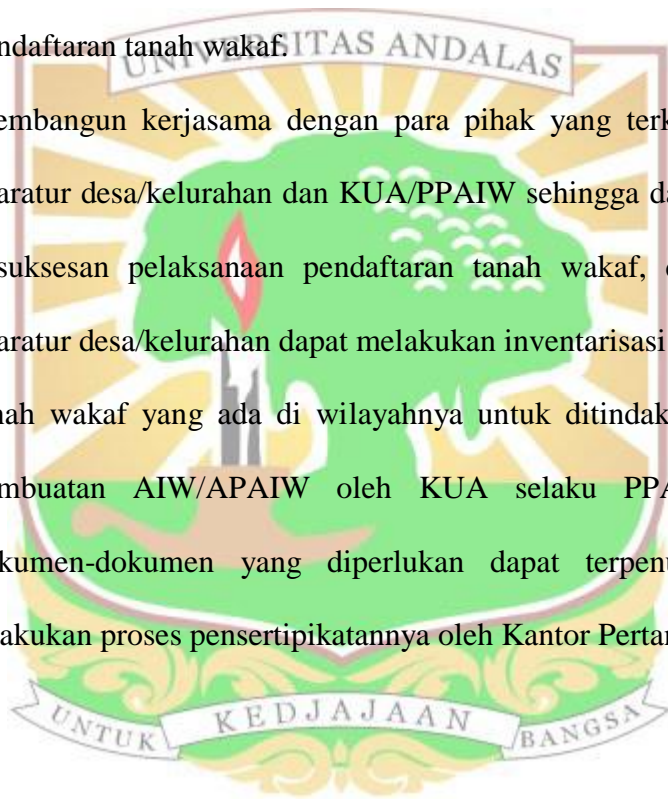 ndaftaran tanah wakaf.
UNIVERSITAS ANDALAS
embangun kerjasama dengan para pihak yang terk
aratur desa/kelurahan dan KUA/PPAIW sehingga da
suksesan pelaksanaan pendaftaran tanah wakaf,
aratur desa/kelurahan dapat melakukan inventarisasi
nah wakaf yang ada di wilayahnya untuk ditindak
mbuatan AIW/APAIW oleh KUA selaku PPA
kumen-dokumen yang diperlukan dapat terpenu
akukan proses pensertipikatannya oleh Kantor Pertan
UNTUK KEDJAJAAN BANGSA